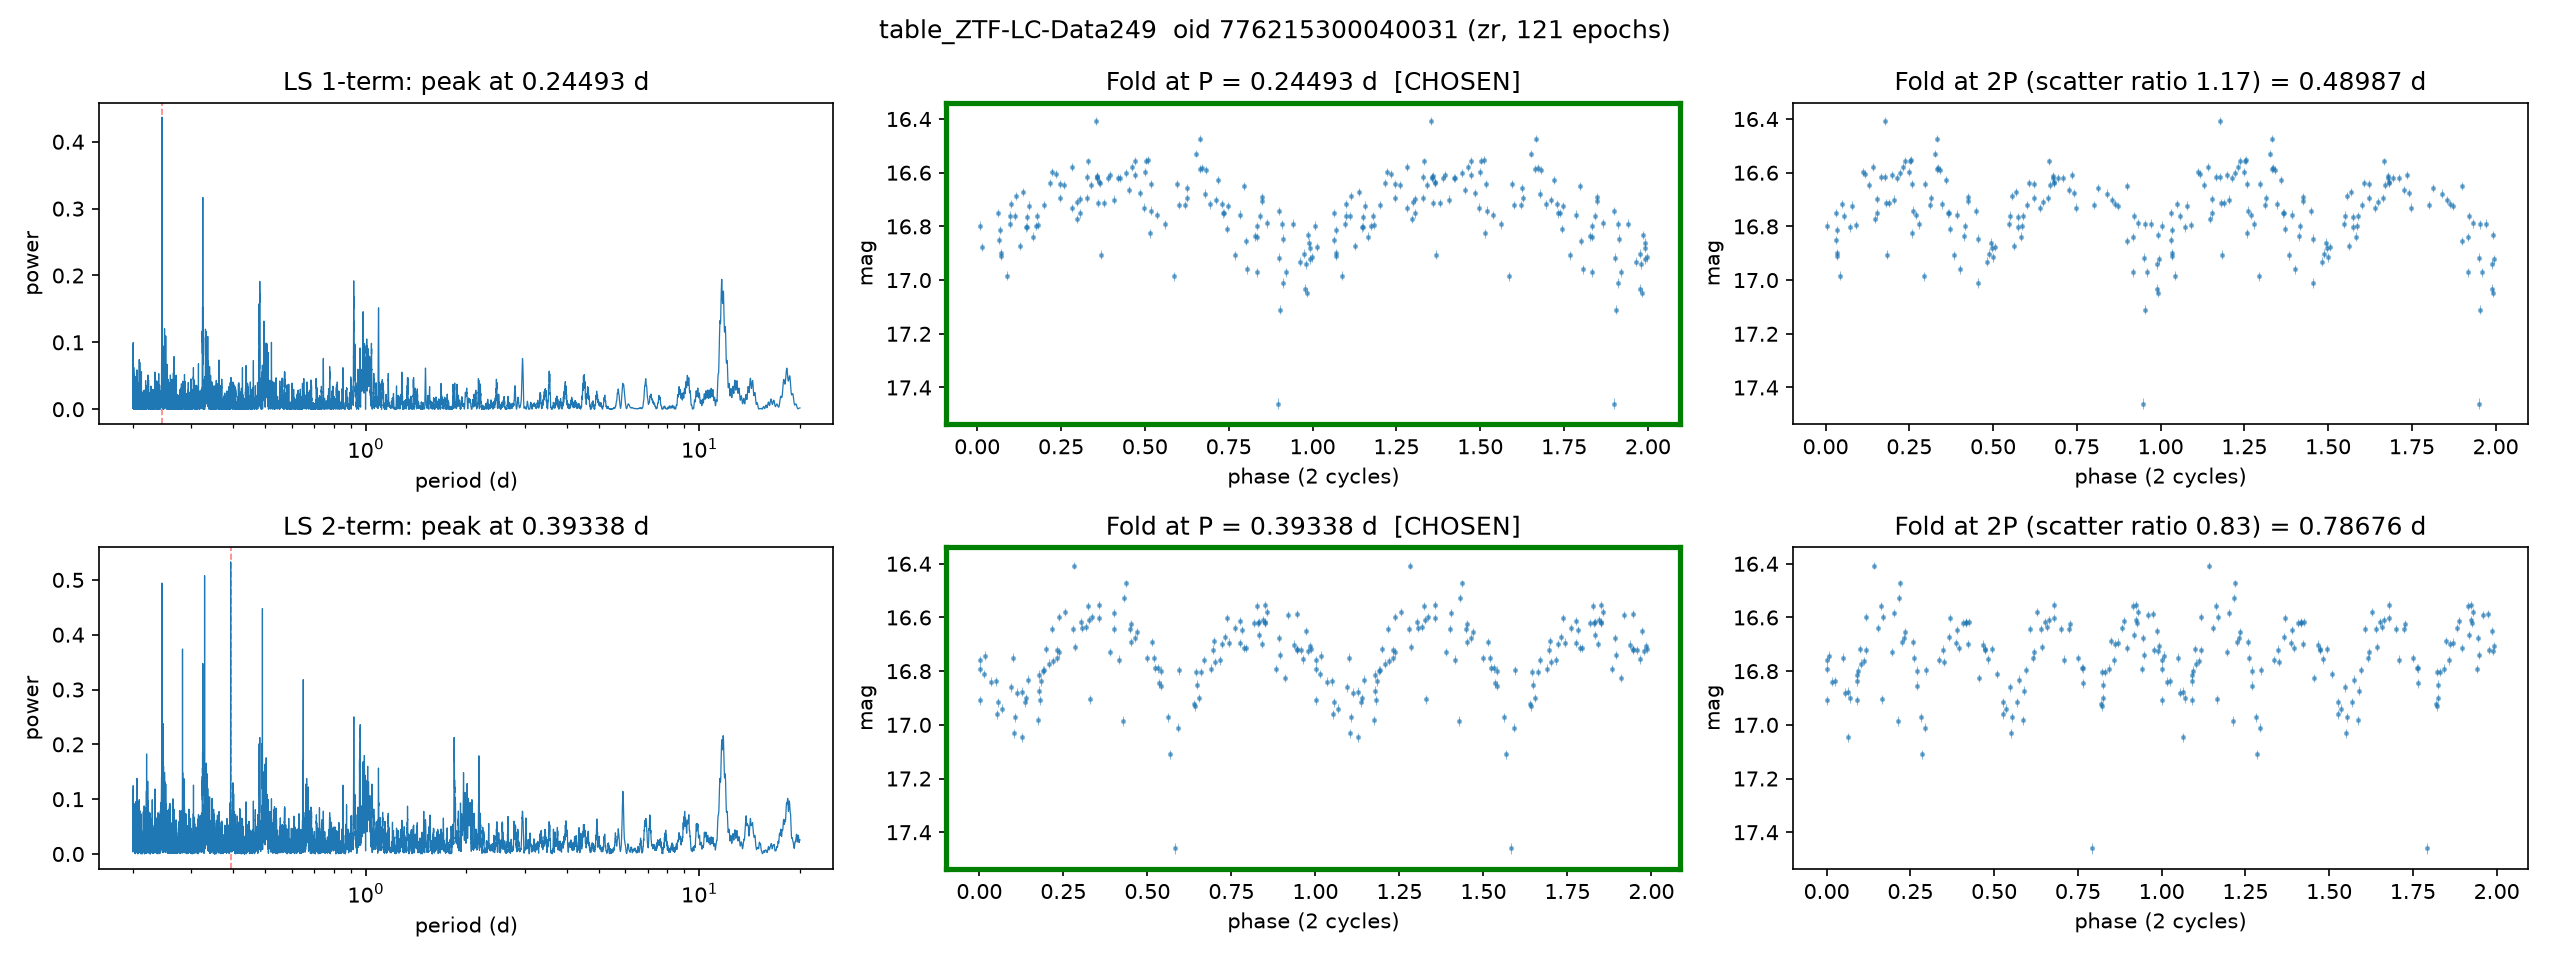 table_ZTF-LC-Data249  oid 776215300040031 (zr, 121 epochs)
LS 1-term: peak at 0.24493 d
power
0.4
0.3
0.2
0.1
0.0
10^0
10^1
period (d)
Fold at P = 0.24493 d  [CHOSEN]
mag
16.4
16.6
16.8
17.0
17.2
17.4
0.00 0.25 0.50 0.75 1.00 1.25 1.50 1.75 2.00
phase (2 cycles)
Fold at 2P (scatter ratio 1.17) = 0.48987 d
mag
16.4
16.6
16.8
17.0
17.2
17.4
0.00 0.25 0.50 0.75 1.00 1.25 1.50 1.75 2.00
phase (2 cycles)
LS 2-term: peak at 0.39338 d
power
0.5
0.4
0.3
0.2
0.1
0.0
10^0
10^1
period (d)
Fold at P = 0.39338 d  [CHOSEN]
mag
16.4
16.6
16.8
17.0
17.2
17.4
0.00 0.25 0.50 0.75 1.00 1.25 1.50 1.75 2.00
phase (2 cycles)
Fold at 2P (scatter ratio 0.83) = 0.78676 d
mag
16.4
16.6
16.8
17.0
17.2
17.4
0.00 0.25 0.50 0.75 1.00 1.25 1.50 1.75 2.00
phase (2 cycles)